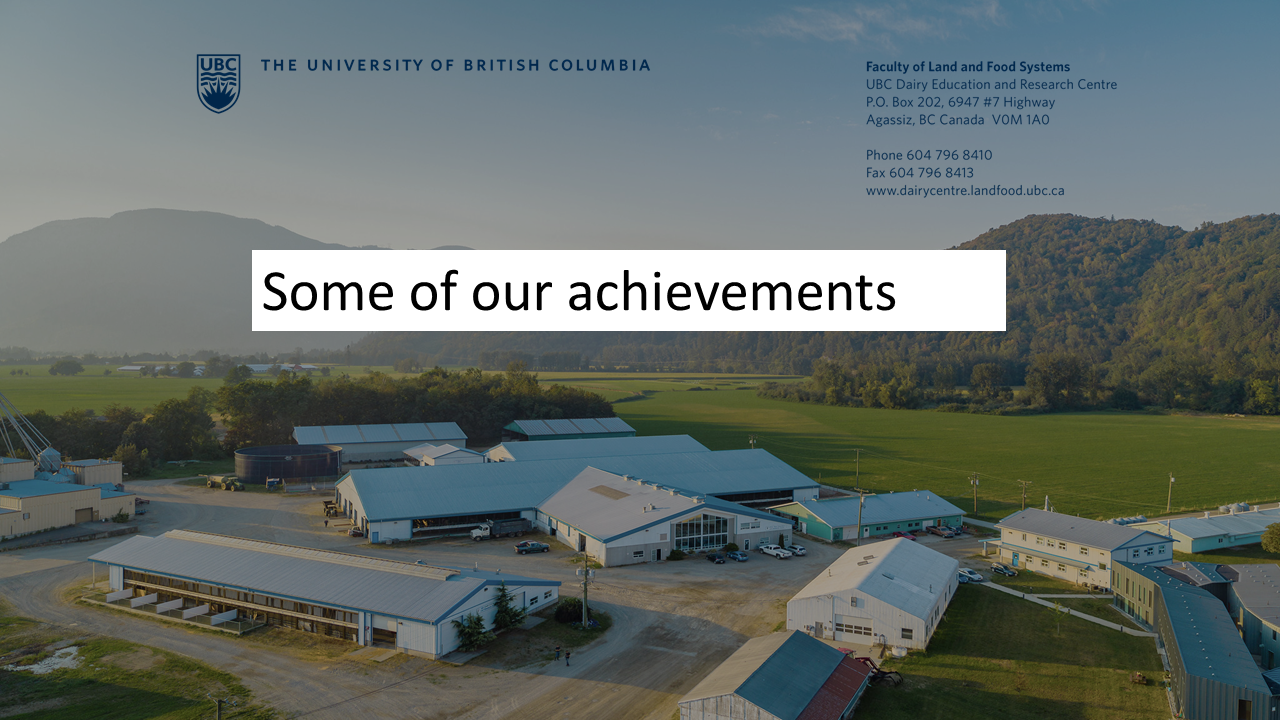 UBC
THE UNIVERSITY OF BRITISH COLUMBIA
Faculty of Land and Food Systems
UBC Dairy Education and Research Centre
P.O. Box 202, 6947 #7 Highway
Agassiz, BC Canada  V0M 1A0
Phone 604 796 8410
Fax 604 796 8413
www.dairycentre.landfood.ubc.ca
Some of our achievements